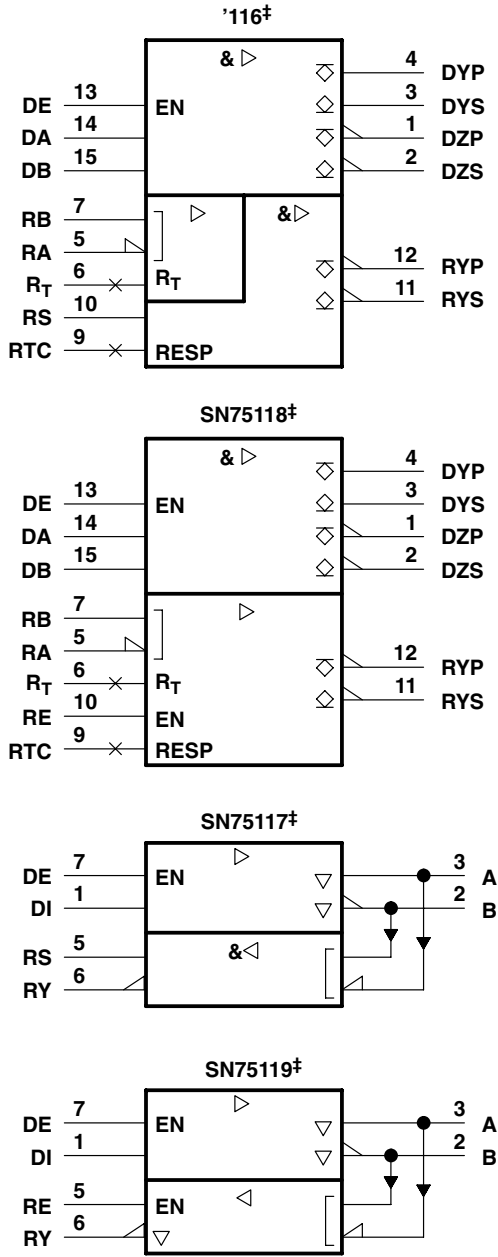 '116‡
& ▷
DE 13 EN 4 DYP
DA 14 3 DYS
DB 15 1 DZP
2 DZS
RB 7 ▷ &▷
RA 5
RT 6 RT 12 RYP
RS 10 11 RYS
RTC 9 RESP
SN75118‡
& ▷
DE 13 EN 4 DYP
DA 14 3 DYS
DB 15 1 DZP
2 DZS
RB 7 ▷
RA 5
RT 6 RT 12 RYP
RE 10 EN 11 RYS
RTC 9 RESP
SN75117‡
DE 7 EN ▷ 3 A
DI 1 2 B
RS 5 &◁
RY 6
SN75119‡
DE 7 EN ▷ 3 A
DI 1 2 B
RE 5 EN ◁
RY 6